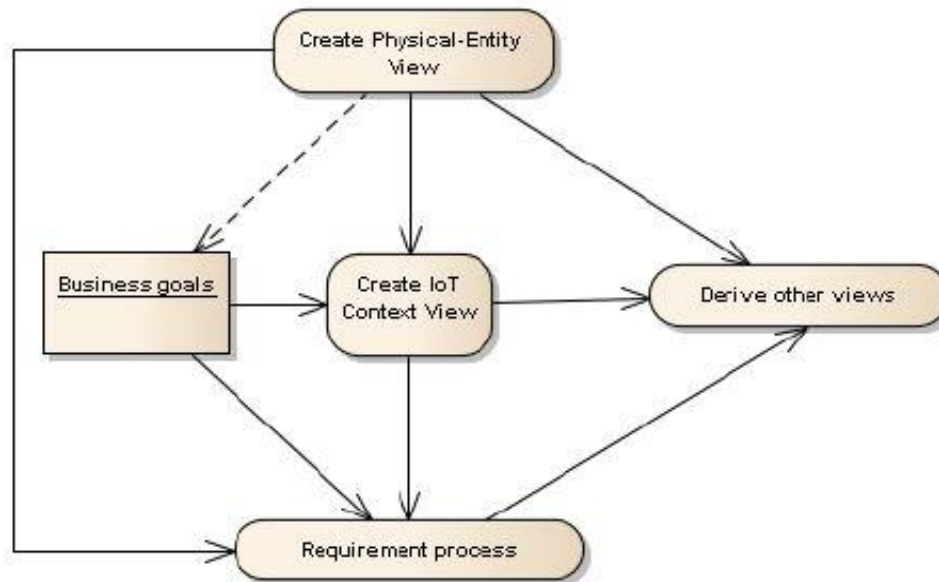 Create Physical-Entity
View
Business goals
Create IoT
Context View
Derive other views
Requirement process